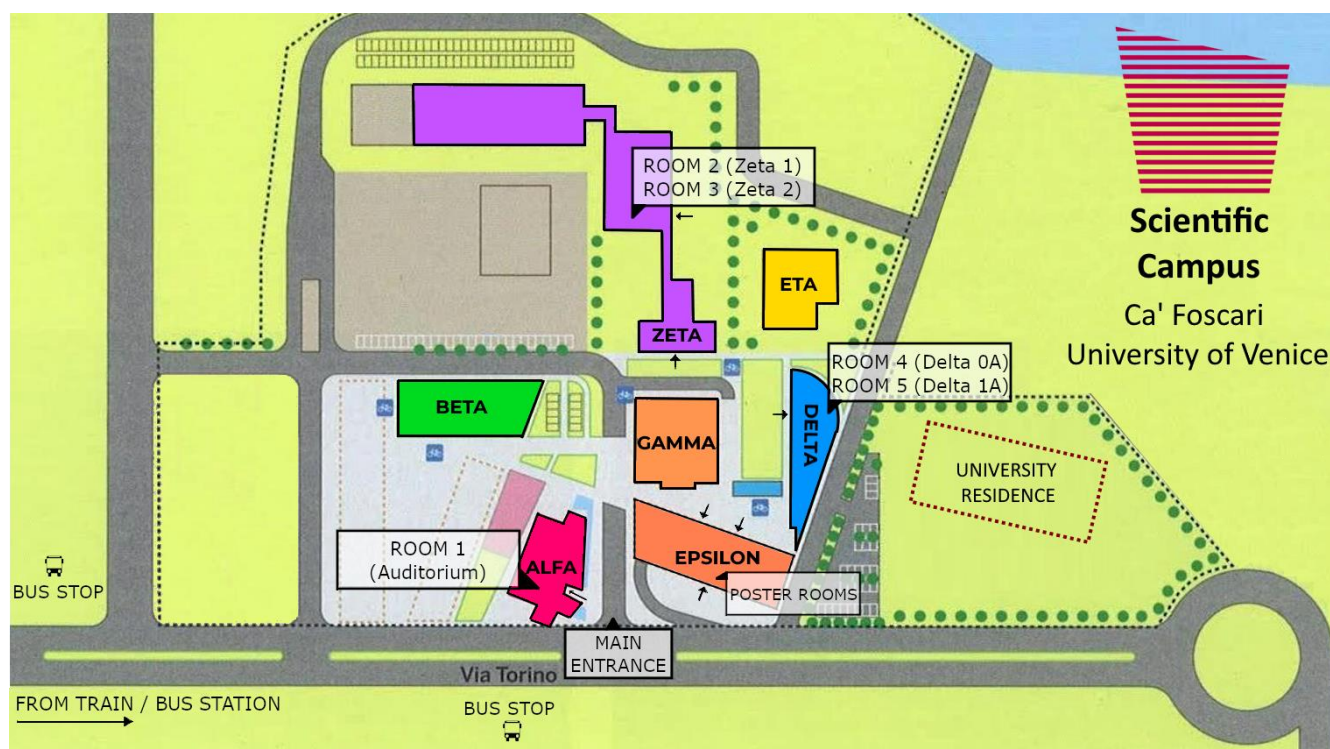 Scientific
Campus
Ca' Foscari
University of Venice
ROOM 2 (Zeta 1)
ROOM 3 (Zeta 2)
ETA
ZETA
ROOM 4 (Delta 0A)
ROOM 5 (Delta 1A)
BETA
GAMMA
DELTA
UNIVERSITY
RESIDENCE
ROOM 1
(Auditorium)
ALFA
EPSILON
POSTER ROOMS
BUS STOP
MAIN
ENTRANCE
Via Torino
FROM TRAIN / BUS STATION
BUS STOP